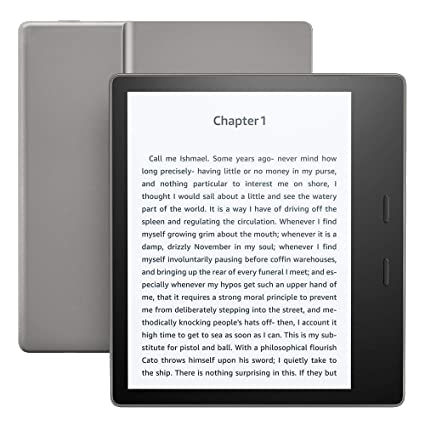 Chapter 1
Call me Ishmael. Some years ago- never mind how
long precisely- having little or no money in my purse,
and nothing particular to interest me on shore, I
thought I would sail about a little and see the watery
part of the world. It is a way I have of driving off the
spleen and regulating the circulation. Whenever I find
myself growing grim about the mouth; whenever it is a
damp, drizzly November in my soul; whenever I find
myself involuntarily pausing before coffin warehouses,
and bringing up the rear of every funeral I meet; and es-
pecially whenever my hypos get such an upper hand of
me, that it requires a strong moral principle to prevent
me from deliberately stepping into the street, and me-
thodically knocking people's hats off- then, I account it
high time to get to sea as soon as I can. This is my sub-
stitute for pistol and ball. With a philosophical flourish
Cato throws himself upon his sword; I quietly take to
the ship. There is nothing surprising in this. If they but